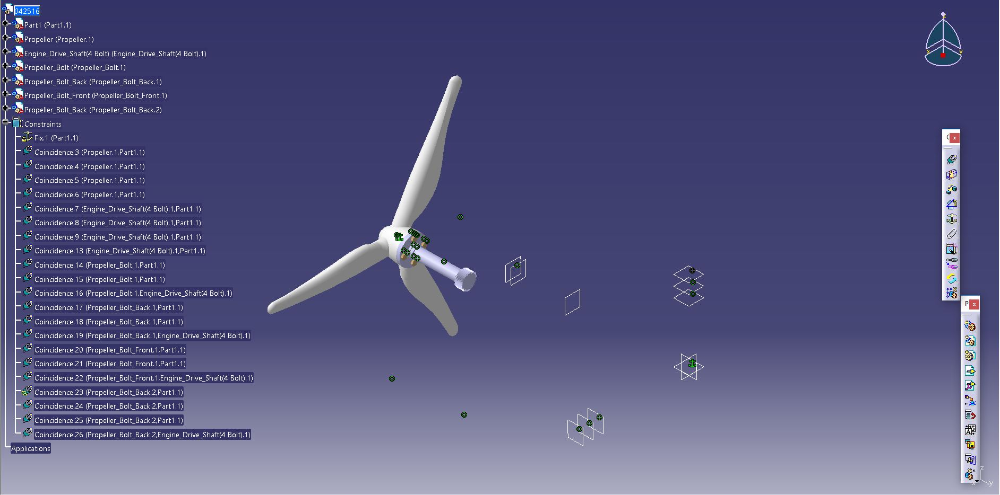 042516
Part1 (Part1.1)
Propeller (Propeller.1)
Engine_Drive_Shaft(4 Bolt) (Engine_Drive_Shaft(4 Bolt).1)
Propeller_Bolt (Propeller_Bolt.1)
Propeller_Bolt_Back (Propeller_Bolt_Back.1)
Propeller_Bolt_Front (Propeller_Bolt_Front.1)
Propeller_Bolt_Back (Propeller_Bolt_Back.2)
Constraints
Fix.1 (Part1.1)
Coincidence.3 (Propeller.1,Part1.1)
Coincidence.4 (Propeller.1,Part1.1)
Coincidence.5 (Propeller.1,Part1.1)
Coincidence.6 (Propeller.1,Part1.1)
Coincidence.7 (Engine_Drive_Shaft(4 Bolt).1,Part1.1)
Coincidence.8 (Engine_Drive_Shaft(4 Bolt).1,Part1.1)
Coincidence.9 (Engine_Drive_Shaft(4 Bolt).1,Part1.1)
Coincidence.13 (Engine_Drive_Shaft(4 Bolt).1,Part1.1)
Coincidence.14 (Propeller_Bolt.1,Part1.1)
Coincidence.15 (Propeller_Bolt.1,Part1.1)
Coincidence.16 (Propeller_Bolt.1,Engine_Drive_Shaft(4 Bolt).1)
Coincidence.17 (Propeller_Bolt_Back.1,Part1.1)
Coincidence.18 (Propeller_Bolt_Back.1,Part1.1)
Coincidence.19 (Propeller_Bolt_Back.1,Engine_Drive_Shaft(4 Bolt).1)
Coincidence.20 (Propeller_Bolt_Front.1,Part1.1)
Coincidence.21 (Propeller_Bolt_Front.1,Part1.1)
Coincidence.22 (Propeller_Bolt_Front.1,Engine_Drive_Shaft(4 Bolt).1)
Coincidence.23 (Propeller_Bolt_Back.2,Part1.1)
Coincidence.24 (Propeller_Bolt_Back.2,Part1.1)
Coincidence.25 (Propeller_Bolt_Back.2,Part1.1)
Coincidence.26 (Propeller_Bolt_Back.2,Engine_Drive_Shaft(4 Bolt).1)
Applications
z
x
y
x
P
x
z
x
y